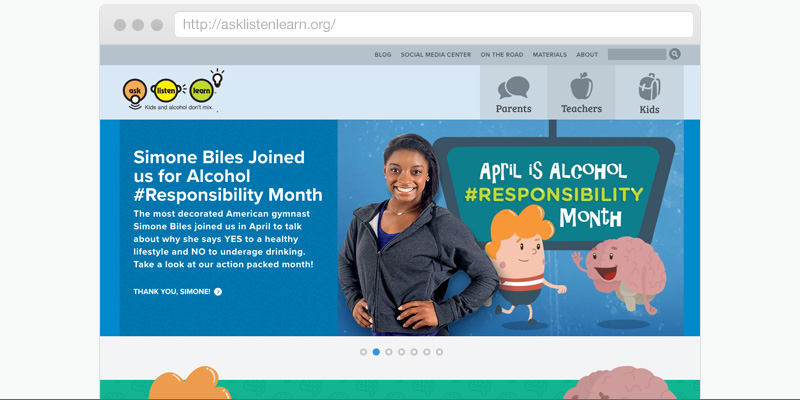 http://asklistenlearn.org/
BLOG SOCIAL MEDIA CENTER ON THE ROAD MATERIALS ABOUT
ask listen learn
Kids and alcohol don't mix.
Parents Teachers Kids
Simone Biles Joined
us for Alcohol
#Responsibility Month
The most decorated American gymnast
Simone Biles joined us in April to talk
about why she says YES to a healthy
lifestyle and NO to underage drinking.
Take a look at our action packed month!
THANK YOU, SIMONE!
APRIL iS ALCOHOL
#RESPONSIBILITY
MONTH